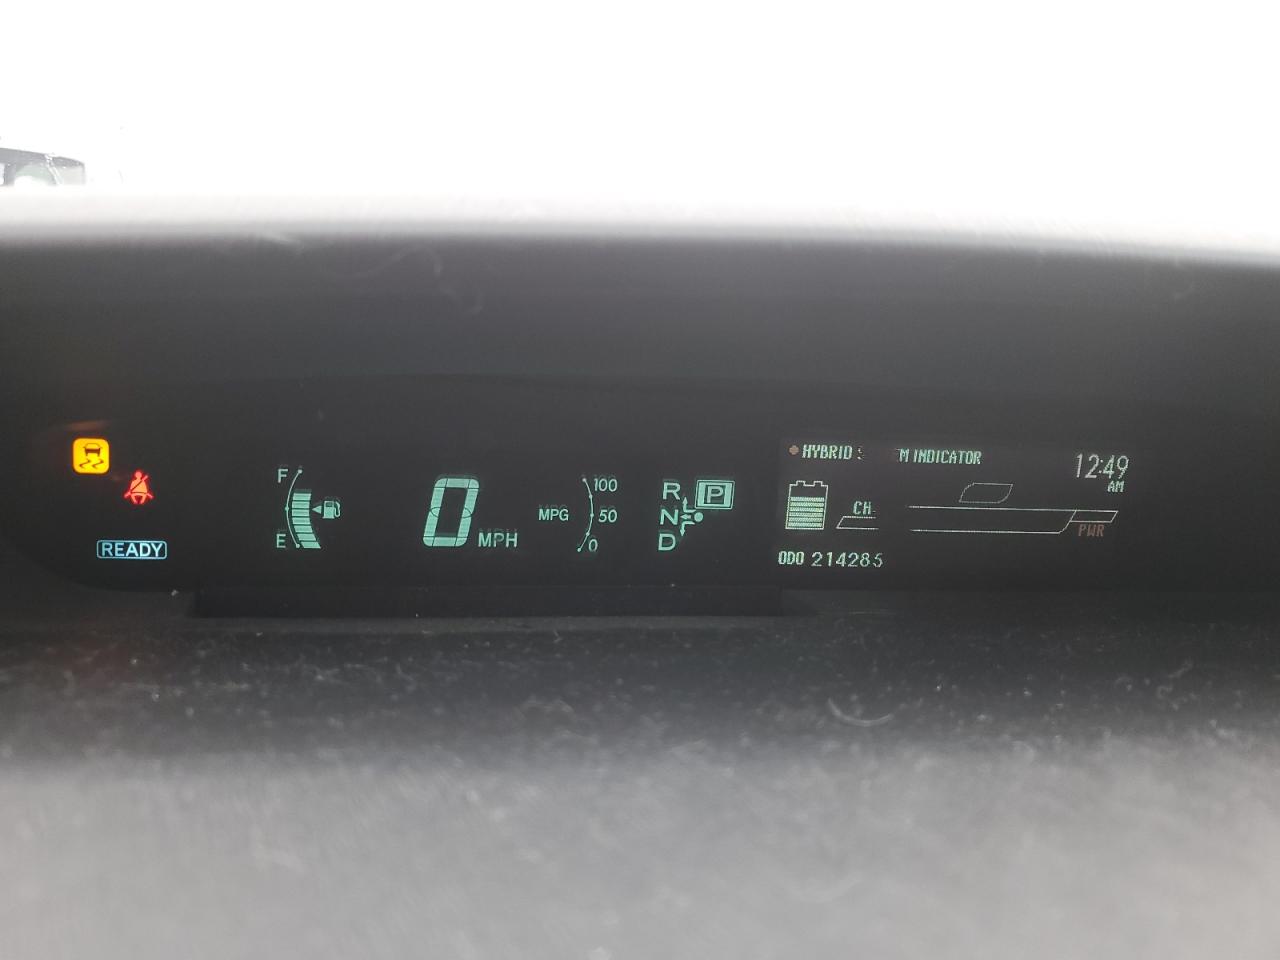 READY
F
E
0 MPH
MPG
100
50
0
R
N
D
P
HYBRID S M INDICATOR
12:49
AM
CH
PWR
ODO 214285